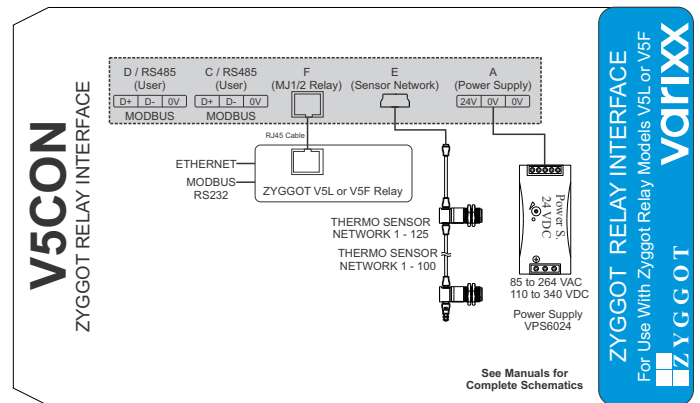 V5CON
ZYGGOT RELAY INTERFACE
D / RS485
(User)
D+ D- 0V
MODBUS
C / RS485
(User)
D+ D- 0V
MODBUS
F
(MJ1/2 Relay)
E
(Sensor Network)
A
(Power Supply)
24V 0V 0V
RJ45 Cable
ETHERNET
MODBUS
RS232
ZYGGOT V5L or V5F Relay
THERMO SENSOR
NETWORK 1 - 125
THERMO SENSOR
NETWORK 1 - 100
Power S.
24 VDC
85 to 264 VAC
110 to 340 VDC
Power Supply
VPS6024
See Manuals for
Complete Schematics
ZYGGOT RELAY INTERFACE
For Use With Zyggot Relay Models V5L or V5F
varixx
ZYGGOT